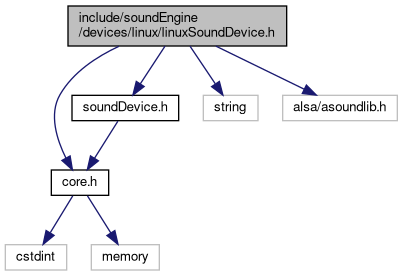 include/soundEngine
/devices/linux/linuxSoundDevice.h
soundDevice.h
string
alsa/asoundlib.h
core.h
cstdint
memory